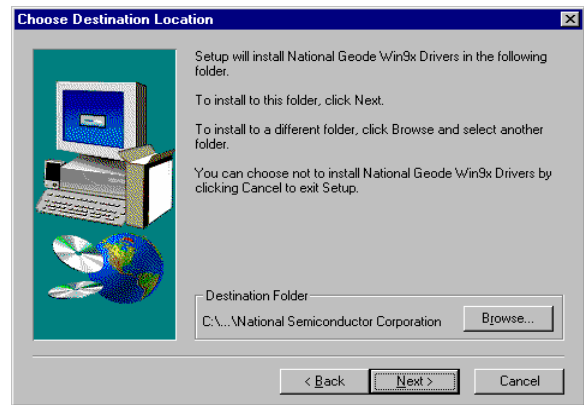 Choose Destination Location
Setup will install National Geode Win9x Drivers in the following
folder.
To install to this folder, click Next.
To install to a different folder, click Browse and select another
folder.
You can choose not to install National Geode Win9x Drivers by
clicking Cancel to exit Setup.
Destination Folder
C:\...\National Semiconductor Corporation
Browse...
< Back
Next >
Cancel